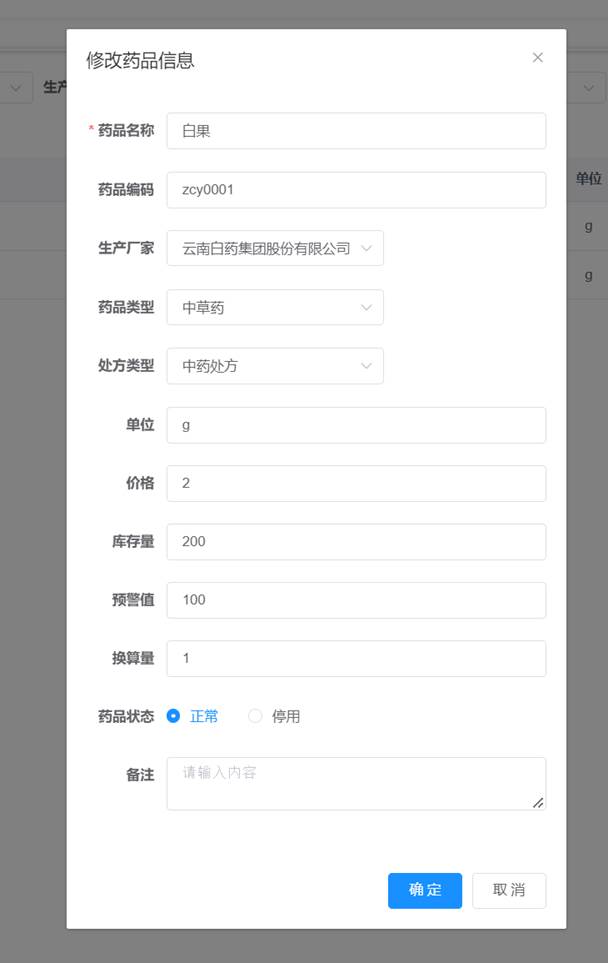 修改药品信息
生产
* 药品名称 白果
药品编码 zcy0001
单位
生产厂家 云南白药集团股份有限公司
g
g
药品类型 中草药
处方类型 中药处方
单位 g
价格 2
库存量 200
预警值 100
换算量 1
药品状态 正常 停用
备注 请输入内容
确定 取消